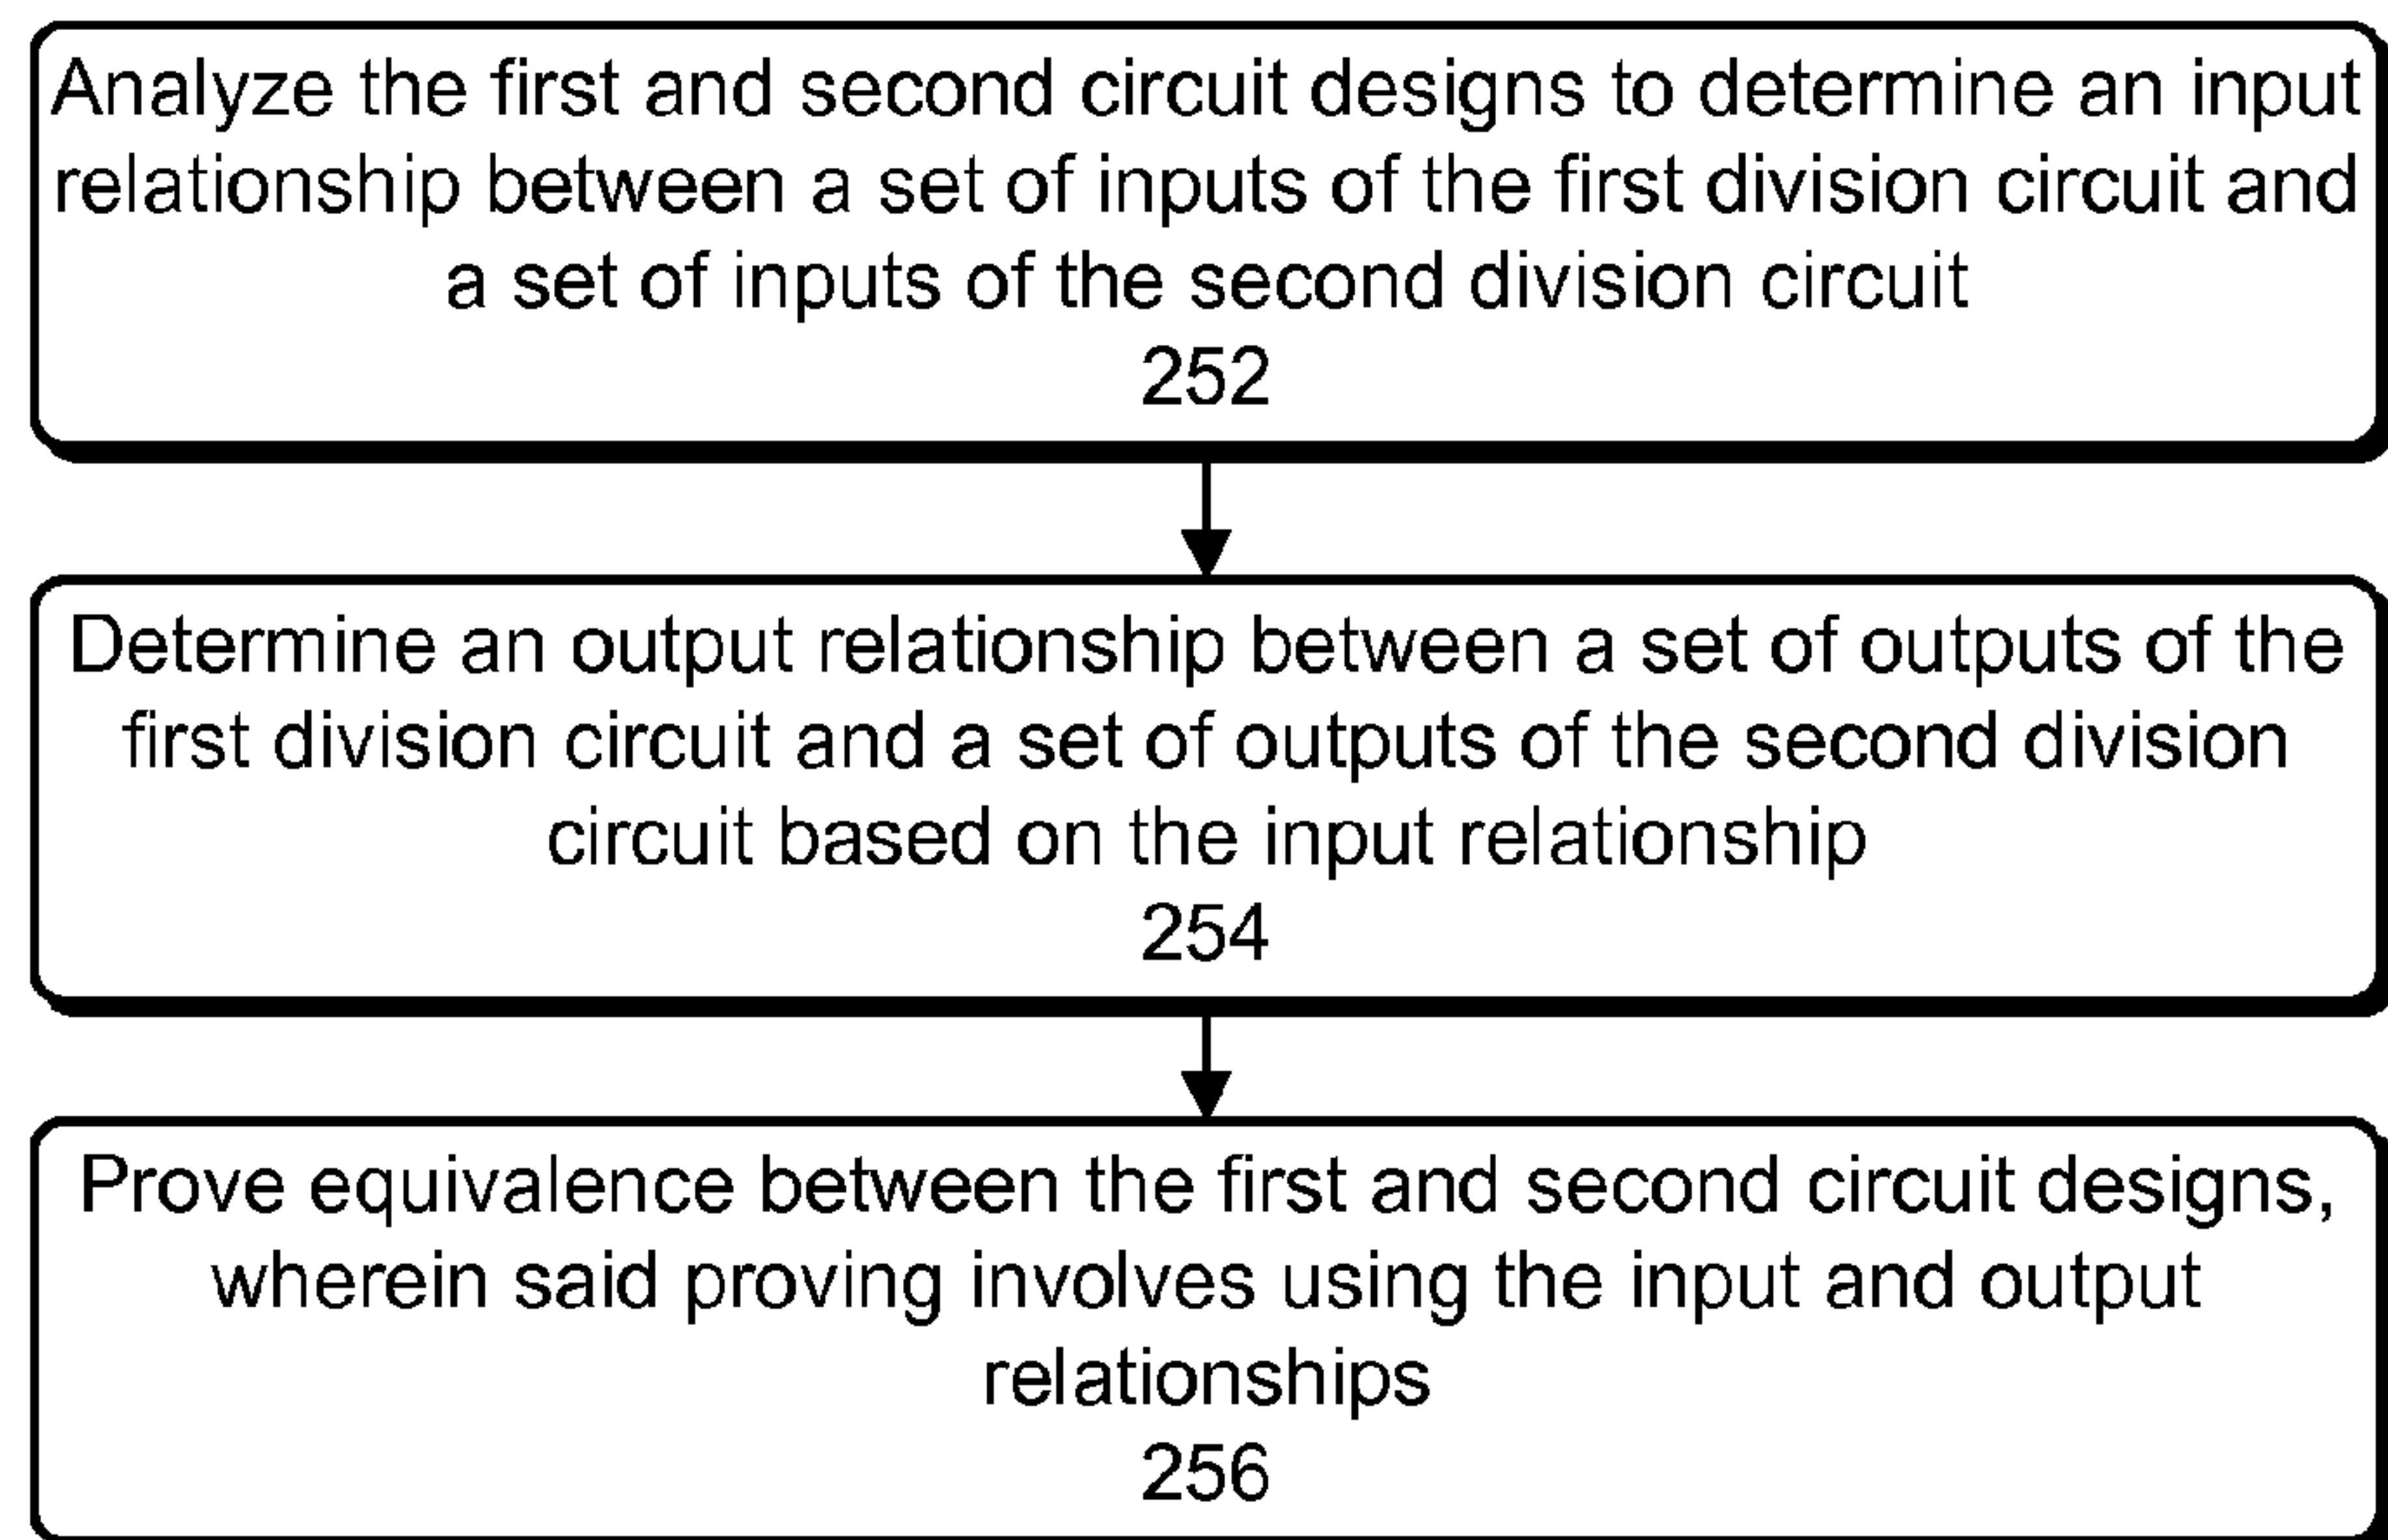 Analyze the first and second circuit designs to determine an input
relationship between a set of inputs of the first division circuit and
a set of inputs of the second division circuit
252
Determine an output relationship between a set of outputs of the
first division circuit and a set of outputs of the second division
circuit based on the input relationship
254
Prove equivalence between the first and second circuit designs,
wherein said proving involves using the input and output
relationships
256